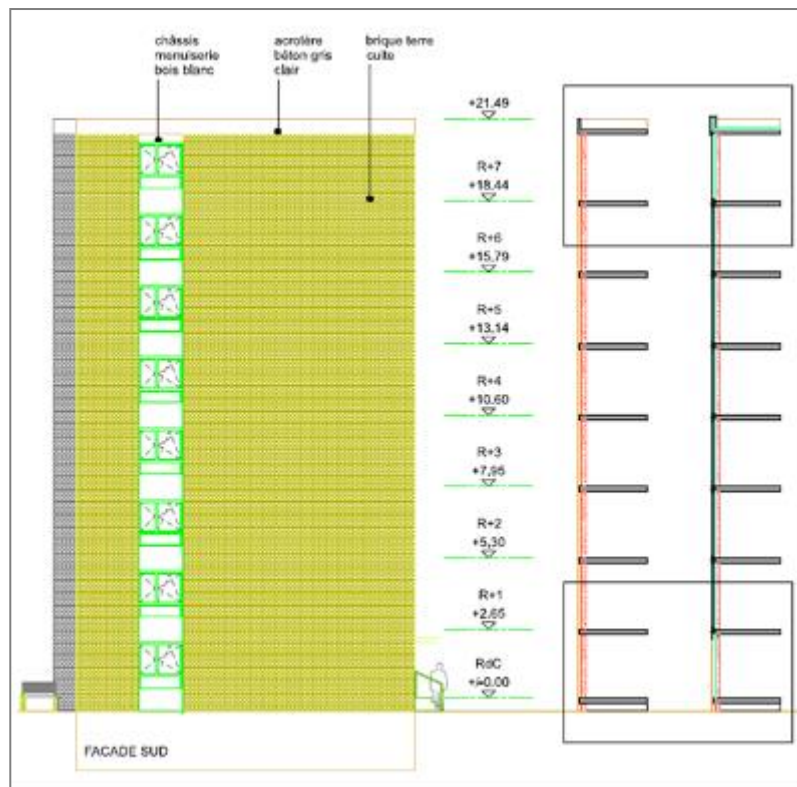 châssis
menuiserie
bois blanc
acrotère
béton gris
clair
brique terre
cuite
+21,49
R+7
+18,44
R+6
+15,79
R+5
+13,14
R+4
+10,60
R+3
+7,95
R+2
+5,30
R+1
+2,65
RdC
+-0,00
FACADE SUD